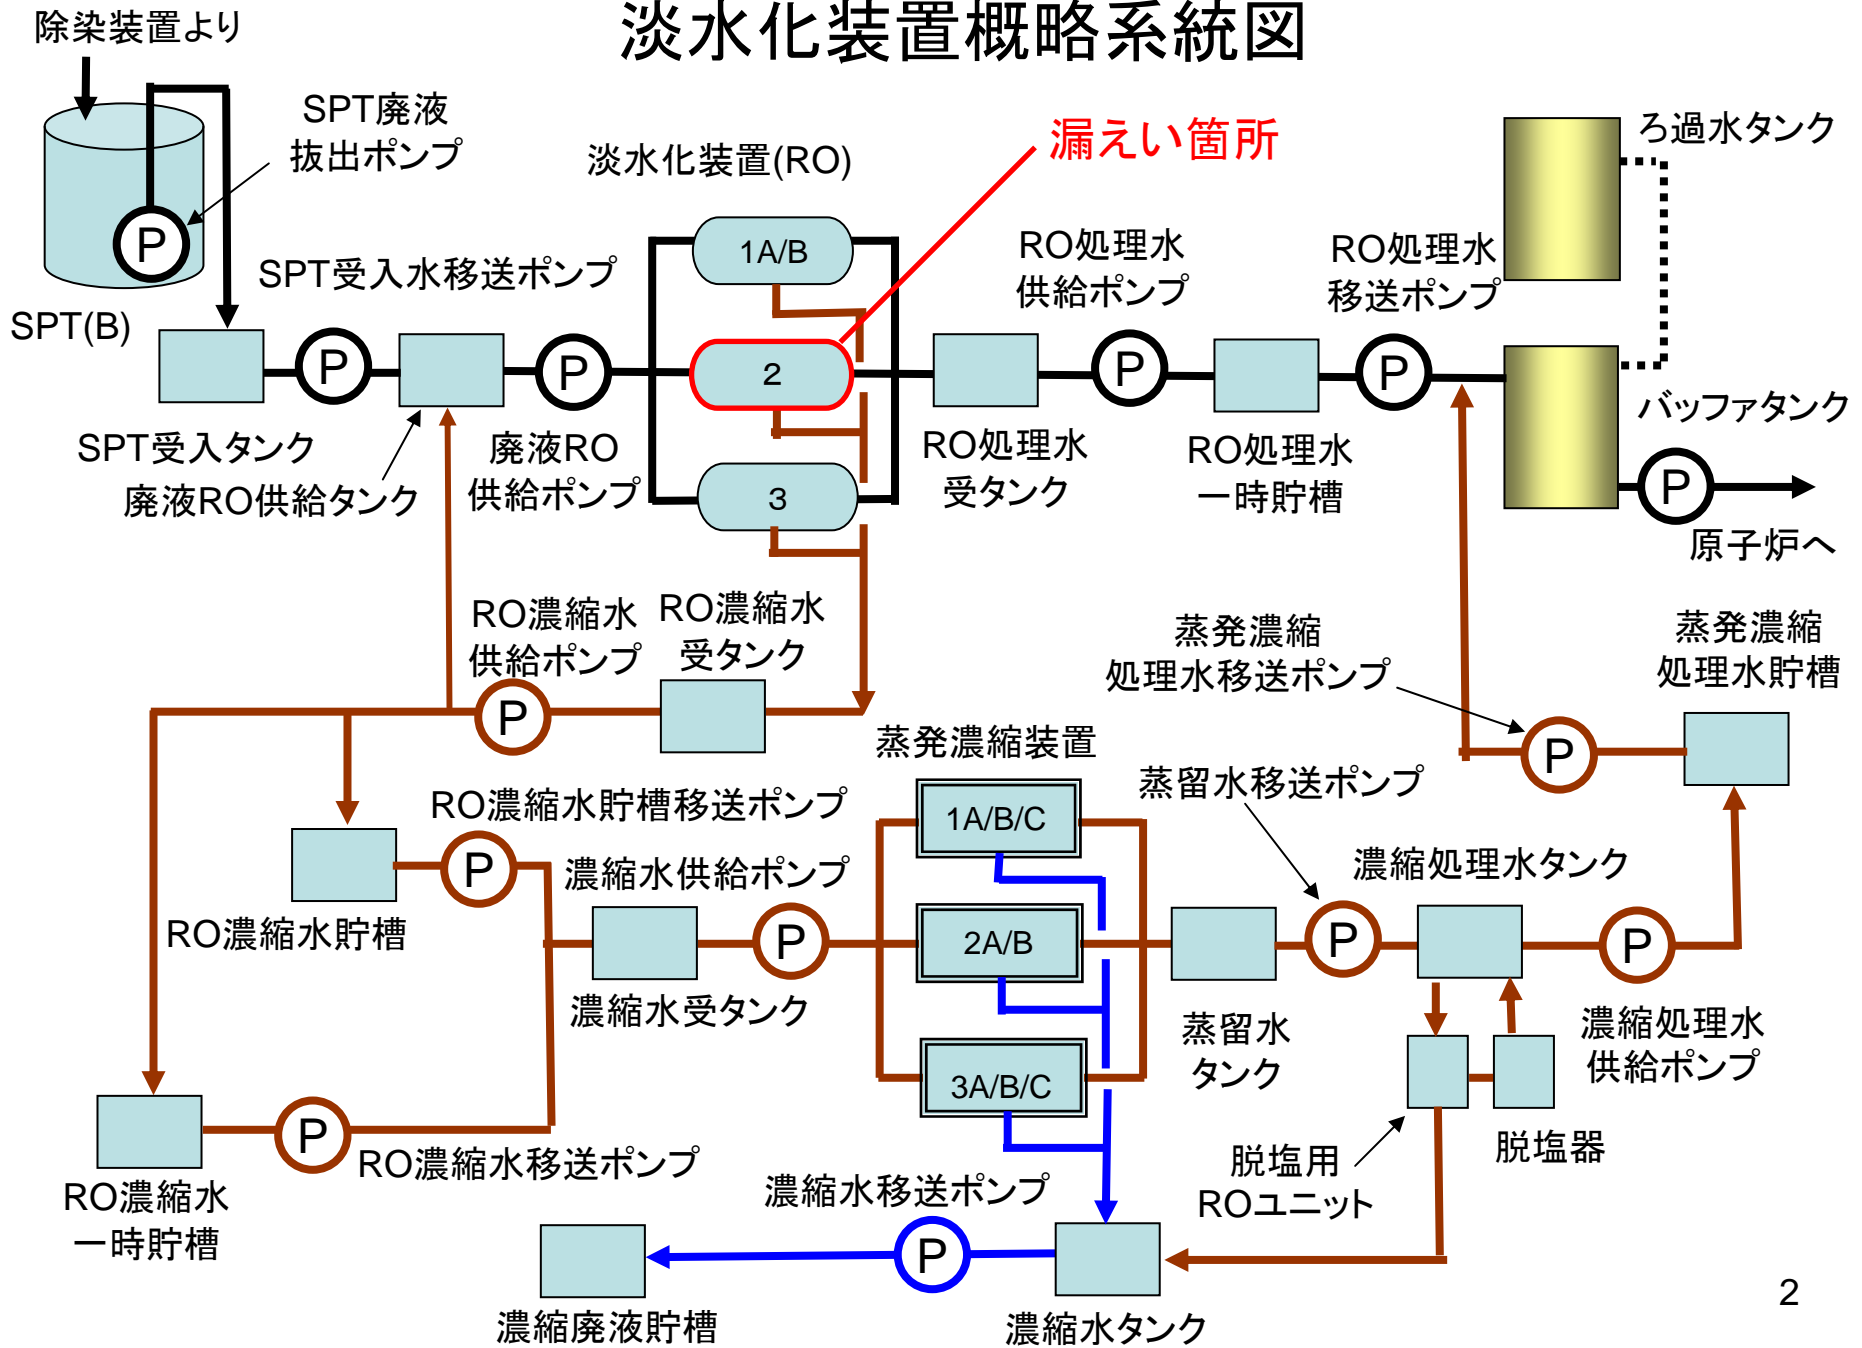 淡水化装置概略系統図
除染装置より
SPT廃液
抜出ポンプ
P
SPT(B)
淡水化装置(RO)
漏えい箇所
ろ過水タンク
SPT受入水移送ポンプ
1A/B
RO処理水
供給ポンプ
RO処理水
移送ポンプ
P
P
2
P
P
バッファタンク
SPT受入タンク
廃液RO供給タンク
廃液RO
供給ポンプ
3
RO処理水
受タンク
RO処理水
一時貯槽
P
原子炉へ
RO濃縮水
供給ポンプ
RO濃縮水
受タンク
蒸発濃縮
処理水移送ポンプ
蒸発濃縮
処理水貯槽
P
P
蒸発濃縮装置
蒸留水移送ポンプ
RO濃縮水貯槽移送ポンプ
1A/B/C
P
濃縮水供給ポンプ
濃縮処理水タンク
RO濃縮水貯槽
P
2A/B
P
P
濃縮水受タンク
蒸留水
タンク
濃縮処理水
供給ポンプ
3A/B/C
P
RO濃縮水移送ポンプ
脱塩用
ROユニット
脱塩器
RO濃縮水
一時貯槽
濃縮水移送ポンプ
P
濃縮廃液貯槽
濃縮水タンク
2